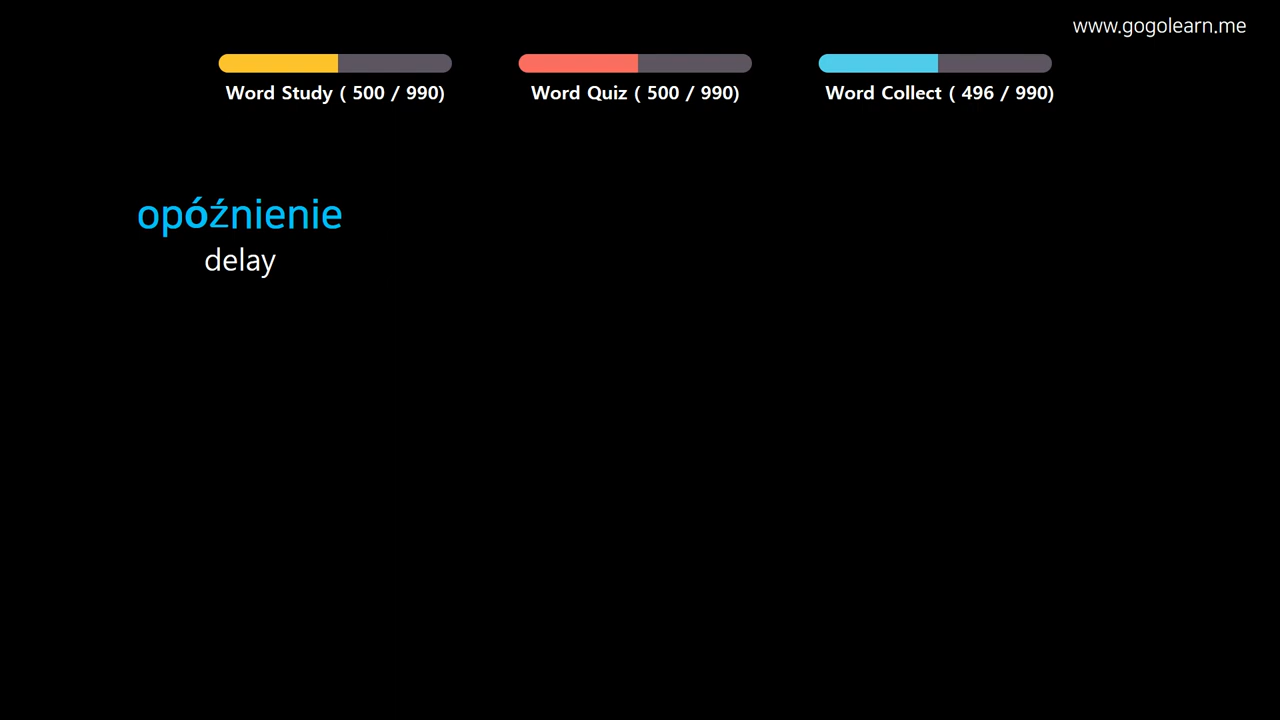 www.gogolearn.me
Word Study ( 500 / 990)
Word Quiz ( 500 / 990)
Word Collect ( 496 / 990)
opóźnienie
delay